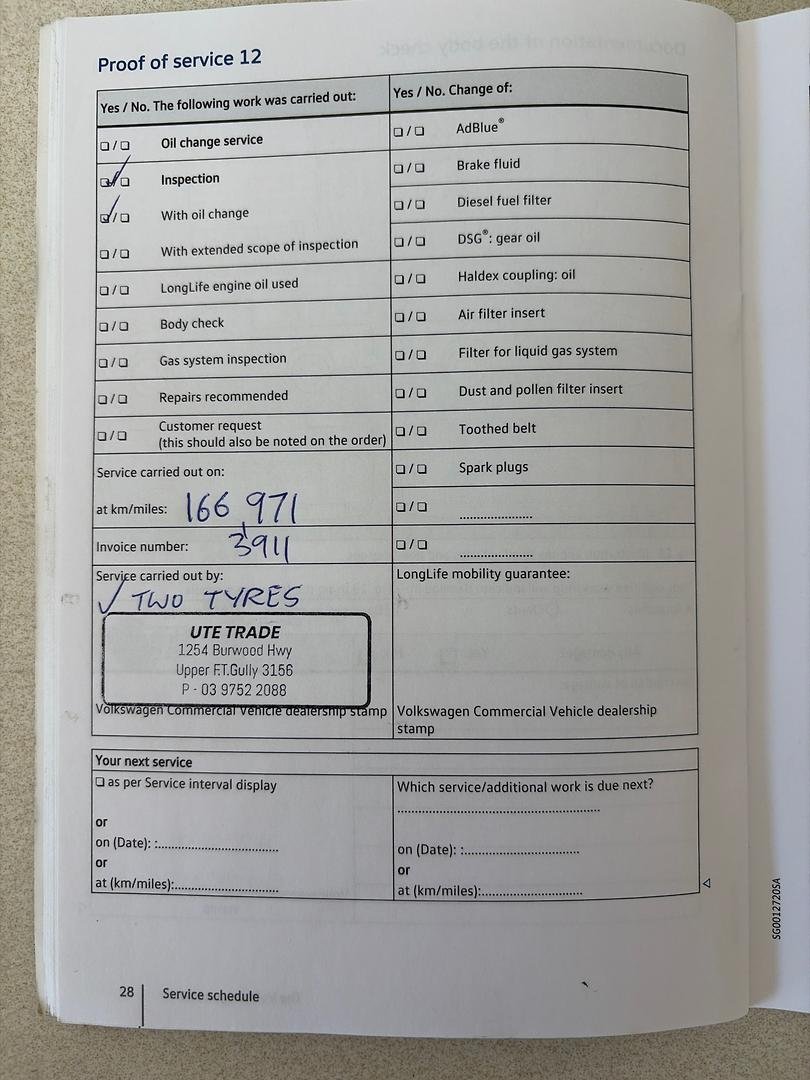 Proof of service 12
Yes / No. The following work was carried out:
❏ / ❏ Oil change service
❏ / ❏ Inspection
❏ / ❏ With oil change
❏ / ❏ With extended scope of inspection
❏ / ❏ LongLife engine oil used
❏ / ❏ Body check
❏ / ❏ Gas system inspection
❏ / ❏ Repairs recommended
❏ / ❏ Customer request
(this should also be noted on the order)
Service carried out on:
at km/miles: 166,971
Invoice number: 3911
Service carried out by:
✓ TWO TYRES
UTE TRADE
1254 Burwood Hwy
Upper F.T.Gully 3156
P - 03 9752 2088
Volkswagen Commercial Vehicle dealership stamp
Yes / No. Change of:
❏ / ❏ AdBlue®
❏ / ❏ Brake fluid
❏ / ❏ Diesel fuel filter
❏ / ❏ DSG®: gear oil
❏ / ❏ Haldex coupling: oil
❏ / ❏ Air filter insert
❏ / ❏ Filter for liquid gas system
❏ / ❏ Dust and pollen filter insert
❏ / ❏ Toothed belt
❏ / ❏ Spark plugs
❏ / ❏ ..................
❏ / ❏ ..................
LongLife mobility guarantee:
Volkswagen Commercial Vehicle dealership
stamp
Your next service
❏ as per Service interval display
or
on (Date): :..............................
or
at (km/miles):..........................
Which service/additional work is due next?
..................................................
on (Date): :.............................
or
at (km/miles):.........................
◁
SG0012720SA
28 Service schedule